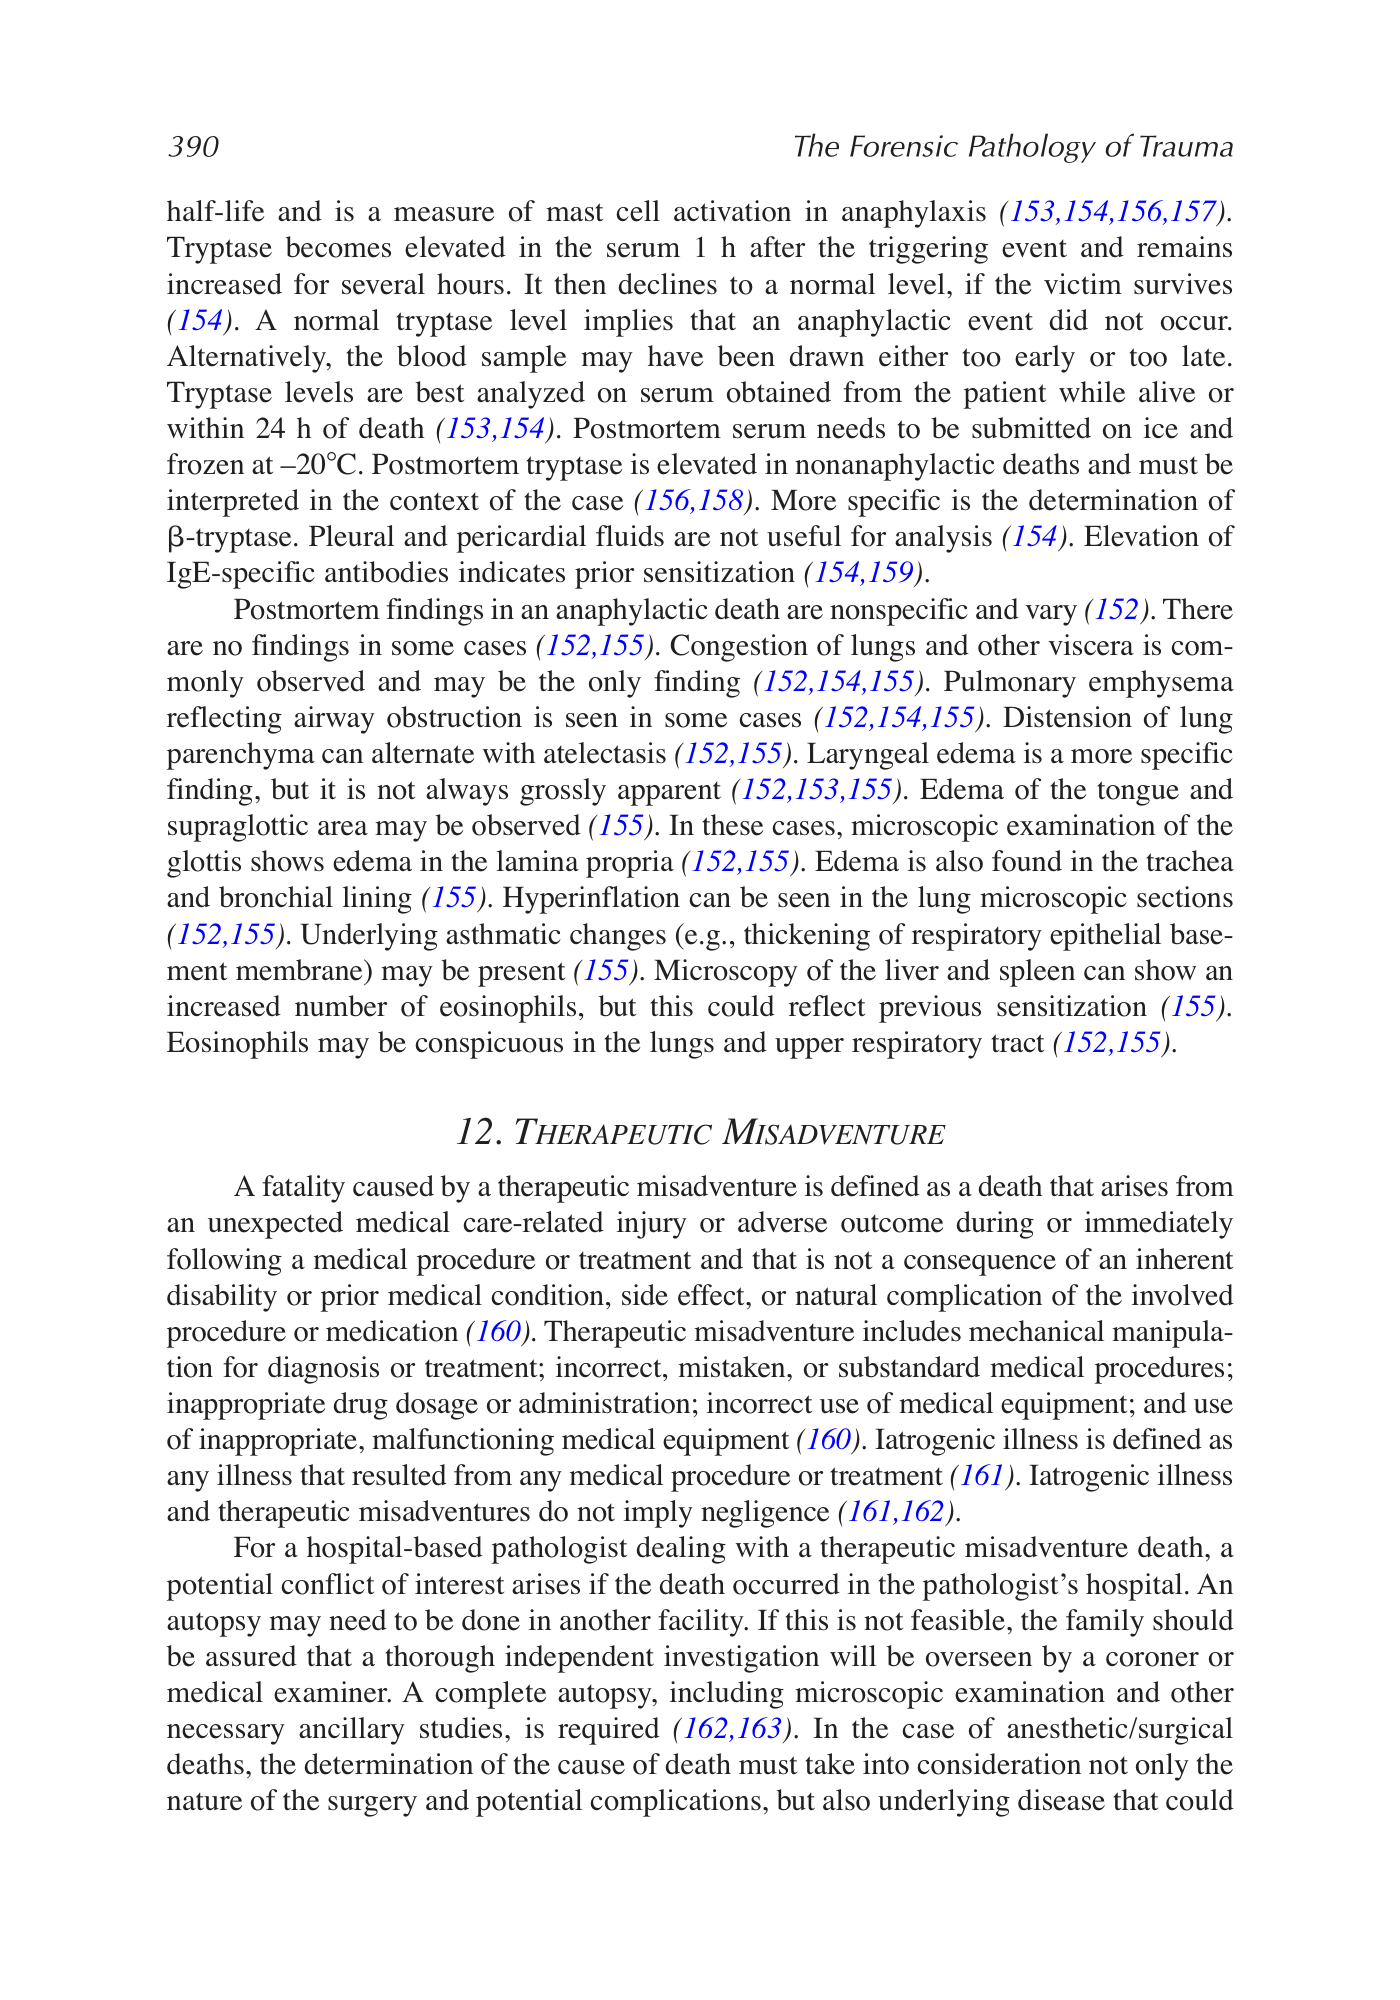 390 The Forensic Pathology of Trauma
half-life and is a measure of mast cell activation in anaphylaxis (153,154,156,157).
Tryptase becomes elevated in the serum 1 h after the triggering event and remains
increased for several hours. It then declines to a normal level, if the victim survives
(154). A normal tryptase level implies that an anaphylactic event did not occur.
Alternatively, the blood sample may have been drawn either too early or too late.
Tryptase levels are best analyzed on serum obtained from the patient while alive or
within 24 h of death (153,154). Postmortem serum needs to be submitted on ice and
frozen at –20°C. Postmortem tryptase is elevated in nonanaphylactic deaths and must be
interpreted in the context of the case (156,158). More specific is the determination of
β-tryptase. Pleural and pericardial fluids are not useful for analysis (154). Elevation of
IgE-specific antibodies indicates prior sensitization (154,159).
Postmortem findings in an anaphylactic death are nonspecific and vary (152). There
are no findings in some cases (152,155). Congestion of lungs and other viscera is com-
monly observed and may be the only finding (152,154,155). Pulmonary emphysema
reflecting airway obstruction is seen in some cases (152,154,155). Distension of lung
parenchyma can alternate with atelectasis (152,155). Laryngeal edema is a more specific
finding, but it is not always grossly apparent (152,153,155). Edema of the tongue and
supraglottic area may be observed (155). In these cases, microscopic examination of the
glottis shows edema in the lamina propria (152,155). Edema is also found in the trachea
and bronchial lining (155). Hyperinflation can be seen in the lung microscopic sections
(152,155). Underlying asthmatic changes (e.g., thickening of respiratory epithelial base-
ment membrane) may be present (155). Microscopy of the liver and spleen can show an
increased number of eosinophils, but this could reflect previous sensitization (155).
Eosinophils may be conspicuous in the lungs and upper respiratory tract (152,155).
12. THERAPEUTIC MISADVENTURE
A fatality caused by a therapeutic misadventure is defined as a death that arises from
an unexpected medical care-related injury or adverse outcome during or immediately
following a medical procedure or treatment and that is not a consequence of an inherent
disability or prior medical condition, side effect, or natural complication of the involved
procedure or medication (160). Therapeutic misadventure includes mechanical manipula-
tion for diagnosis or treatment; incorrect, mistaken, or substandard medical procedures;
inappropriate drug dosage or administration; incorrect use of medical equipment; and use
of inappropriate, malfunctioning medical equipment (160). Iatrogenic illness is defined as
any illness that resulted from any medical procedure or treatment (161). Iatrogenic illness
and therapeutic misadventures do not imply negligence (161,162).
For a hospital-based pathologist dealing with a therapeutic misadventure death, a
potential conflict of interest arises if the death occurred in the pathologist’s hospital. An
autopsy may need to be done in another facility. If this is not feasible, the family should
be assured that a thorough independent investigation will be overseen by a coroner or
medical examiner. A complete autopsy, including microscopic examination and other
necessary ancillary studies, is required (162,163). In the case of anesthetic/surgical
deaths, the determination of the cause of death must take into consideration not only the
nature of the surgery and potential complications, but also underlying disease that could